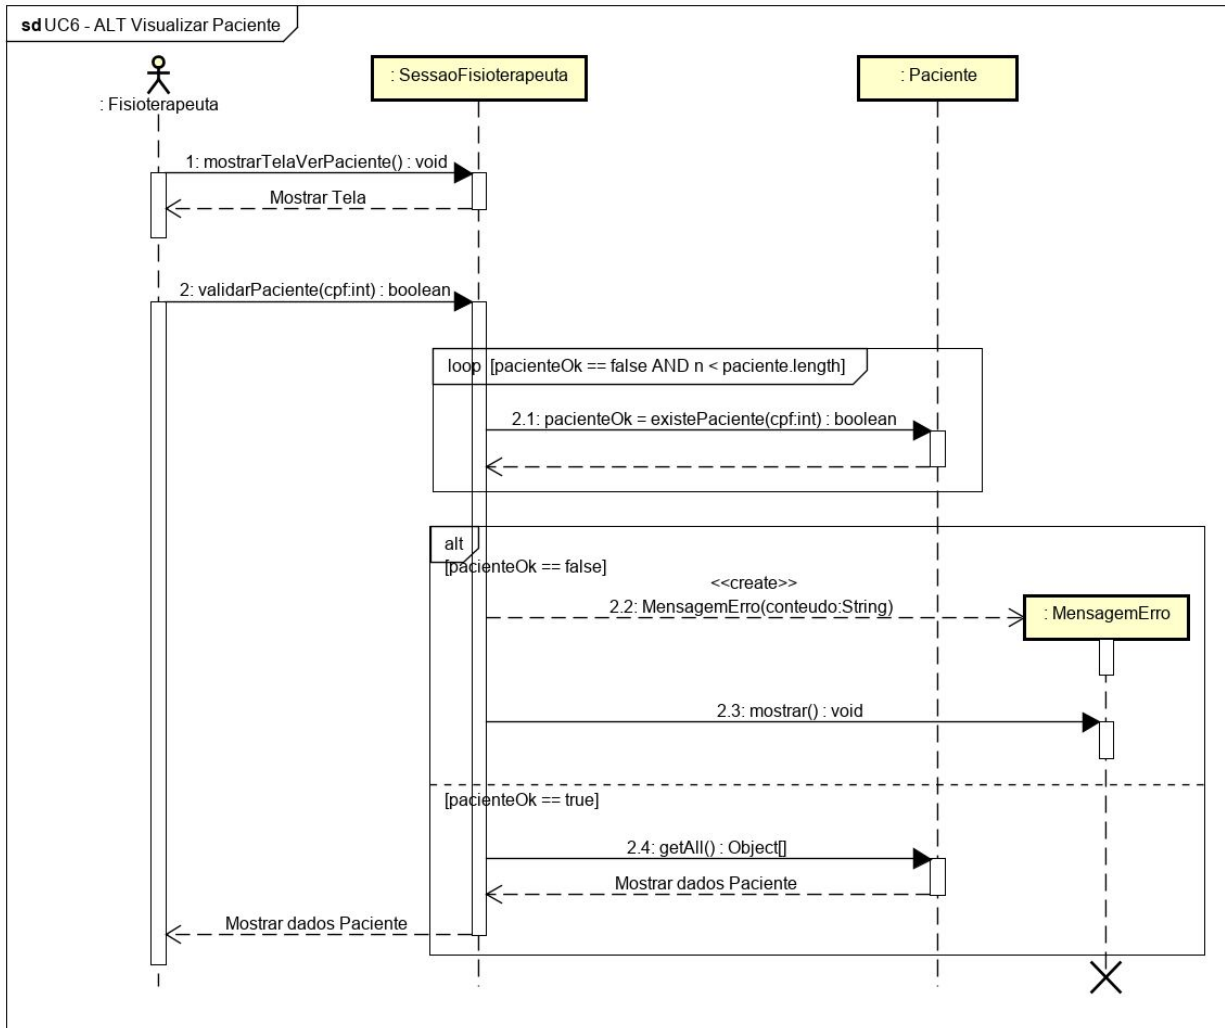 sd UC6 - ALT Visualizar Paciente
: Fisioterapeuta
: SessaoFisioterapeuta
: Paciente
1: mostrarTelaVerPaciente() : void
Mostrar Tela
2: validarPaciente(cpf:int) : boolean
loop [pacienteOk == false AND n < paciente.length]
2.1: pacienteOk = existePaciente(cpf:int) : boolean
alt
[pacienteOk == false]
<<create>>
2.2: MensagemErro(conteudo:String)
: MensagemErro
2.3: mostrar() : void
[pacienteOk == true]
2.4: getAll() : Object[]
Mostrar dados Paciente
Mostrar dados Paciente